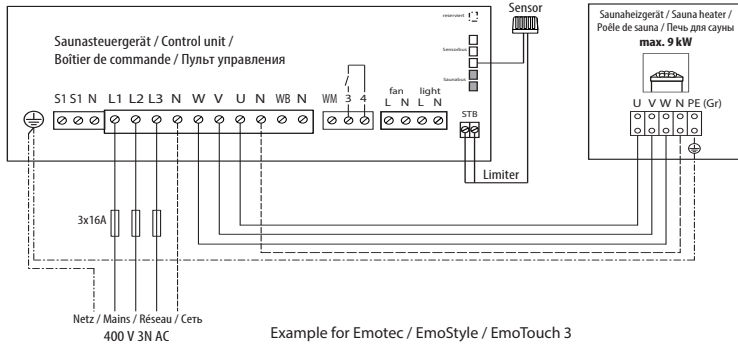 reserviert
Sensor
Sensorbus
Saunabus
Saunasteuergerät / Control unit /
Boîtier de commande / Пульт управления
Saunaheizgerät / Sauna heater /
Poêle de sauna / Печь для сауны
max. 9 kW
S1 S1 N L1 L2 L3 N W V U N WB N WM 3 4
fan light
L N L N
STB
U V W N PE (Gr)
Limiter
3x16A
Netz / Mains / Réseau / Сеть
400 V 3N AC
Example for Emotec / EmoStyle / EmoTouch 3